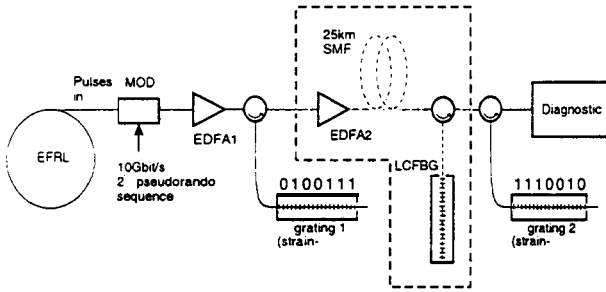 25km
SMF
Pulses
in
MOD
EDFA1
EDFA2
Diagnostic
EFRL
10Gbit/s
2 pseudorando
sequence
LCFBG
0100111
1110010
grating 1
(strain-
grating 2
(strain-